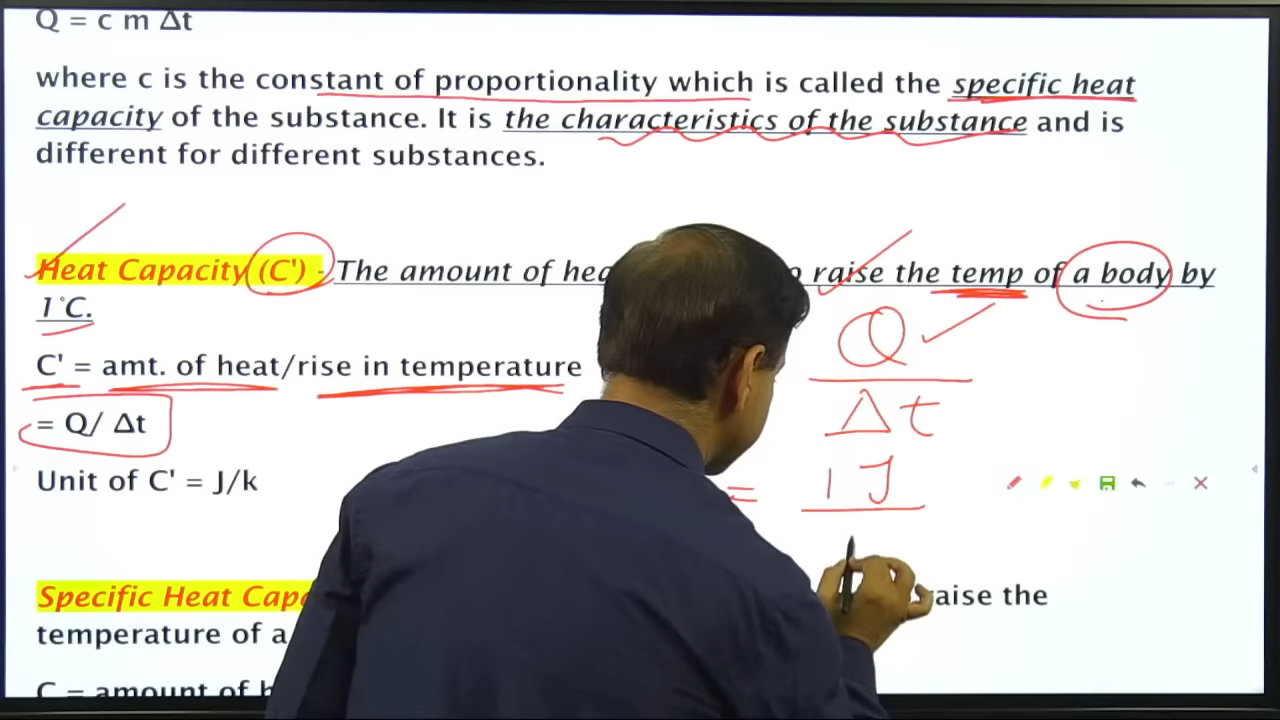 Q = c m Δt
where c is the constant of proportionality which is called the specific heat
capacity of the substance. It is the characteristics of the substance and is
different for different substances.
Heat Capacity (C') - The amount of raise the temp of a body by
1°C.
C' = amt. of heat/rise in temperature
= Q/ Δt
Unit of C' = J/k
Q
Δt
= 1 J
Specific Heat the
temperature of a
C = amount of